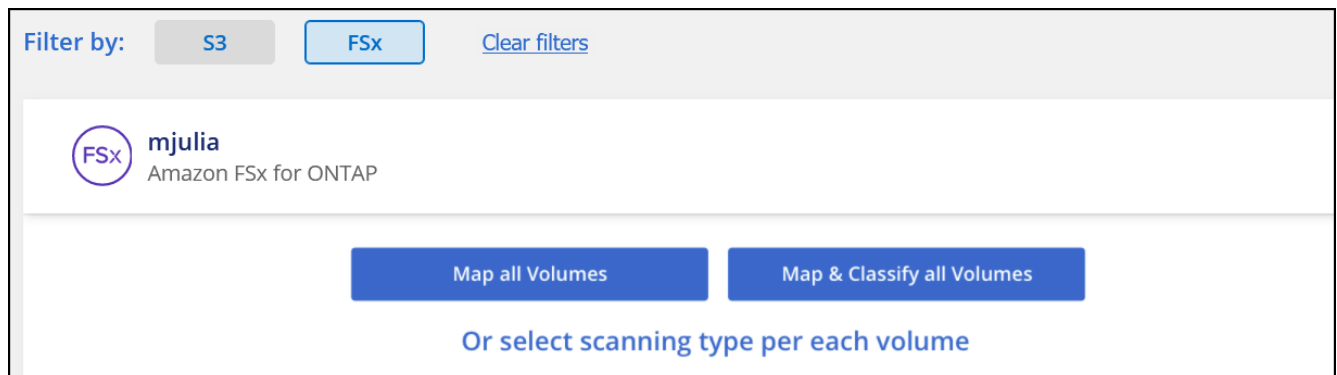 Filter by: S3 FSx Clear filters
FSx mjulia
Amazon FSx for ONTAP
Map all Volumes Map & Classify all Volumes
Or select scanning type per each volume